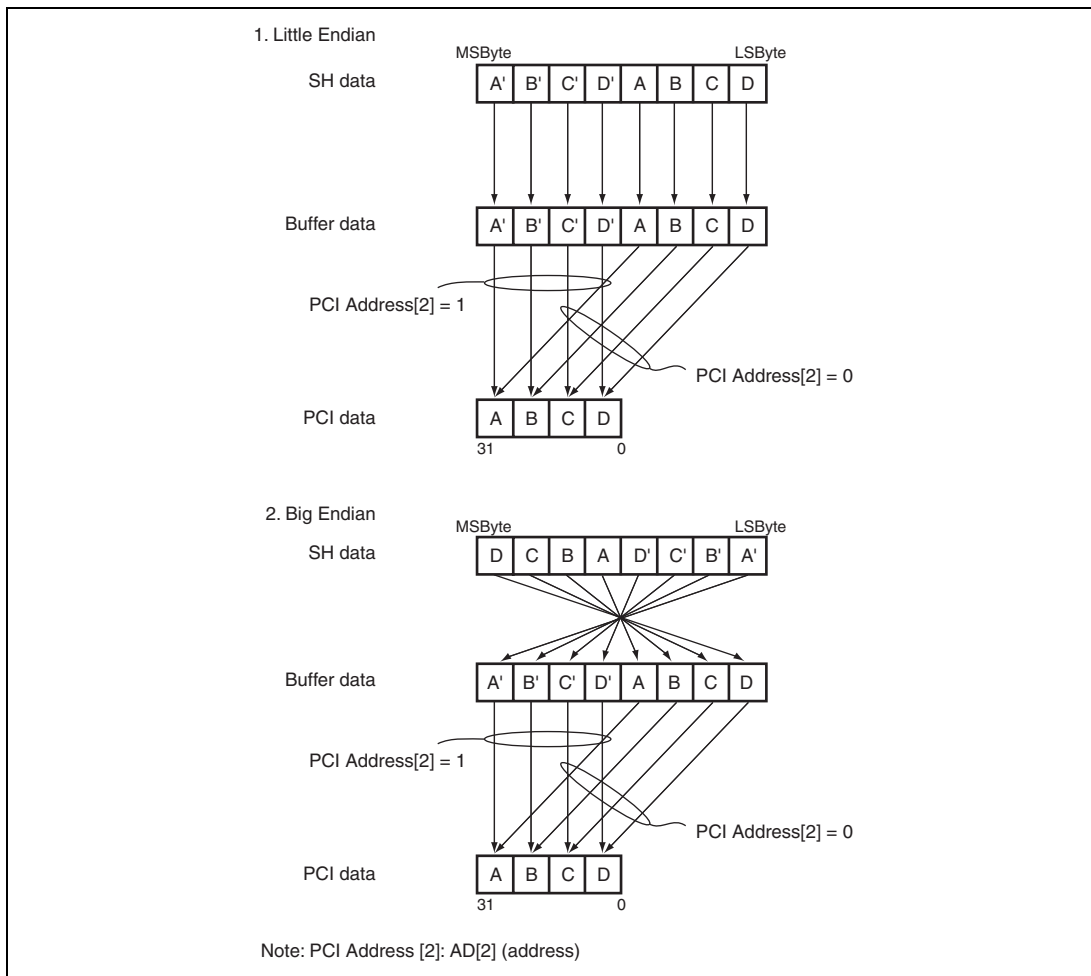 1. Little Endian
MSByte LSByte
SH data A' B' C' D' A B C D
Buffer data A' B' C' D' A B C D
PCI Address[2] = 1
PCI Address[2] = 0
PCI data A B C D
31 0
2. Big Endian
MSByte LSByte
SH data D C B A D' C' B' A'
Buffer data A' B' C' D' A B C D
PCI Address[2] = 1
PCI Address[2] = 0
PCI data A B C D
31 0
Note: PCI Address [2]: AD[2] (address)